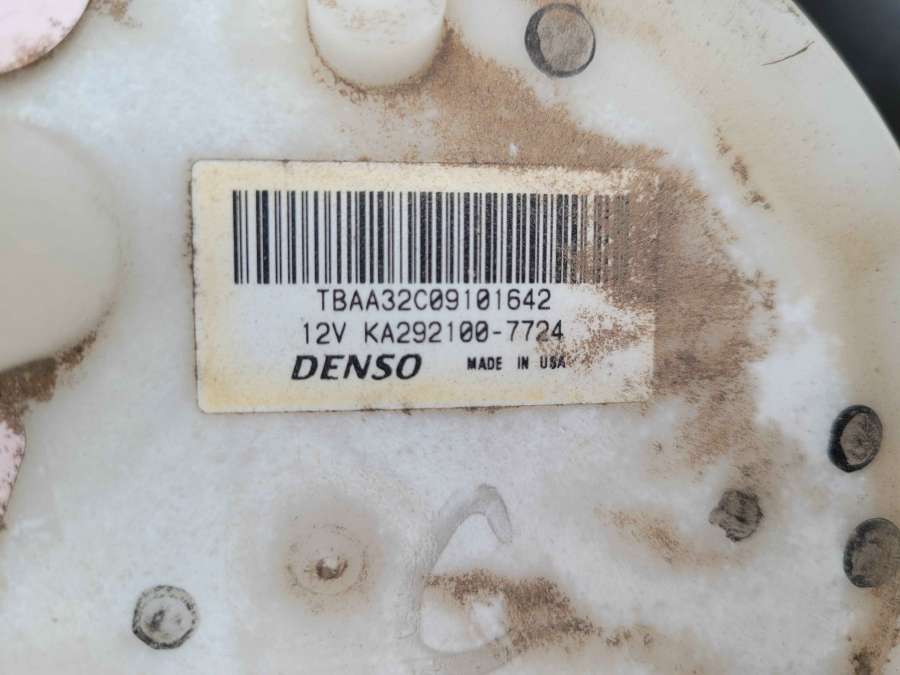 TBAA32C09101642
12V KA292100-7724
DENSO MADE IN USA